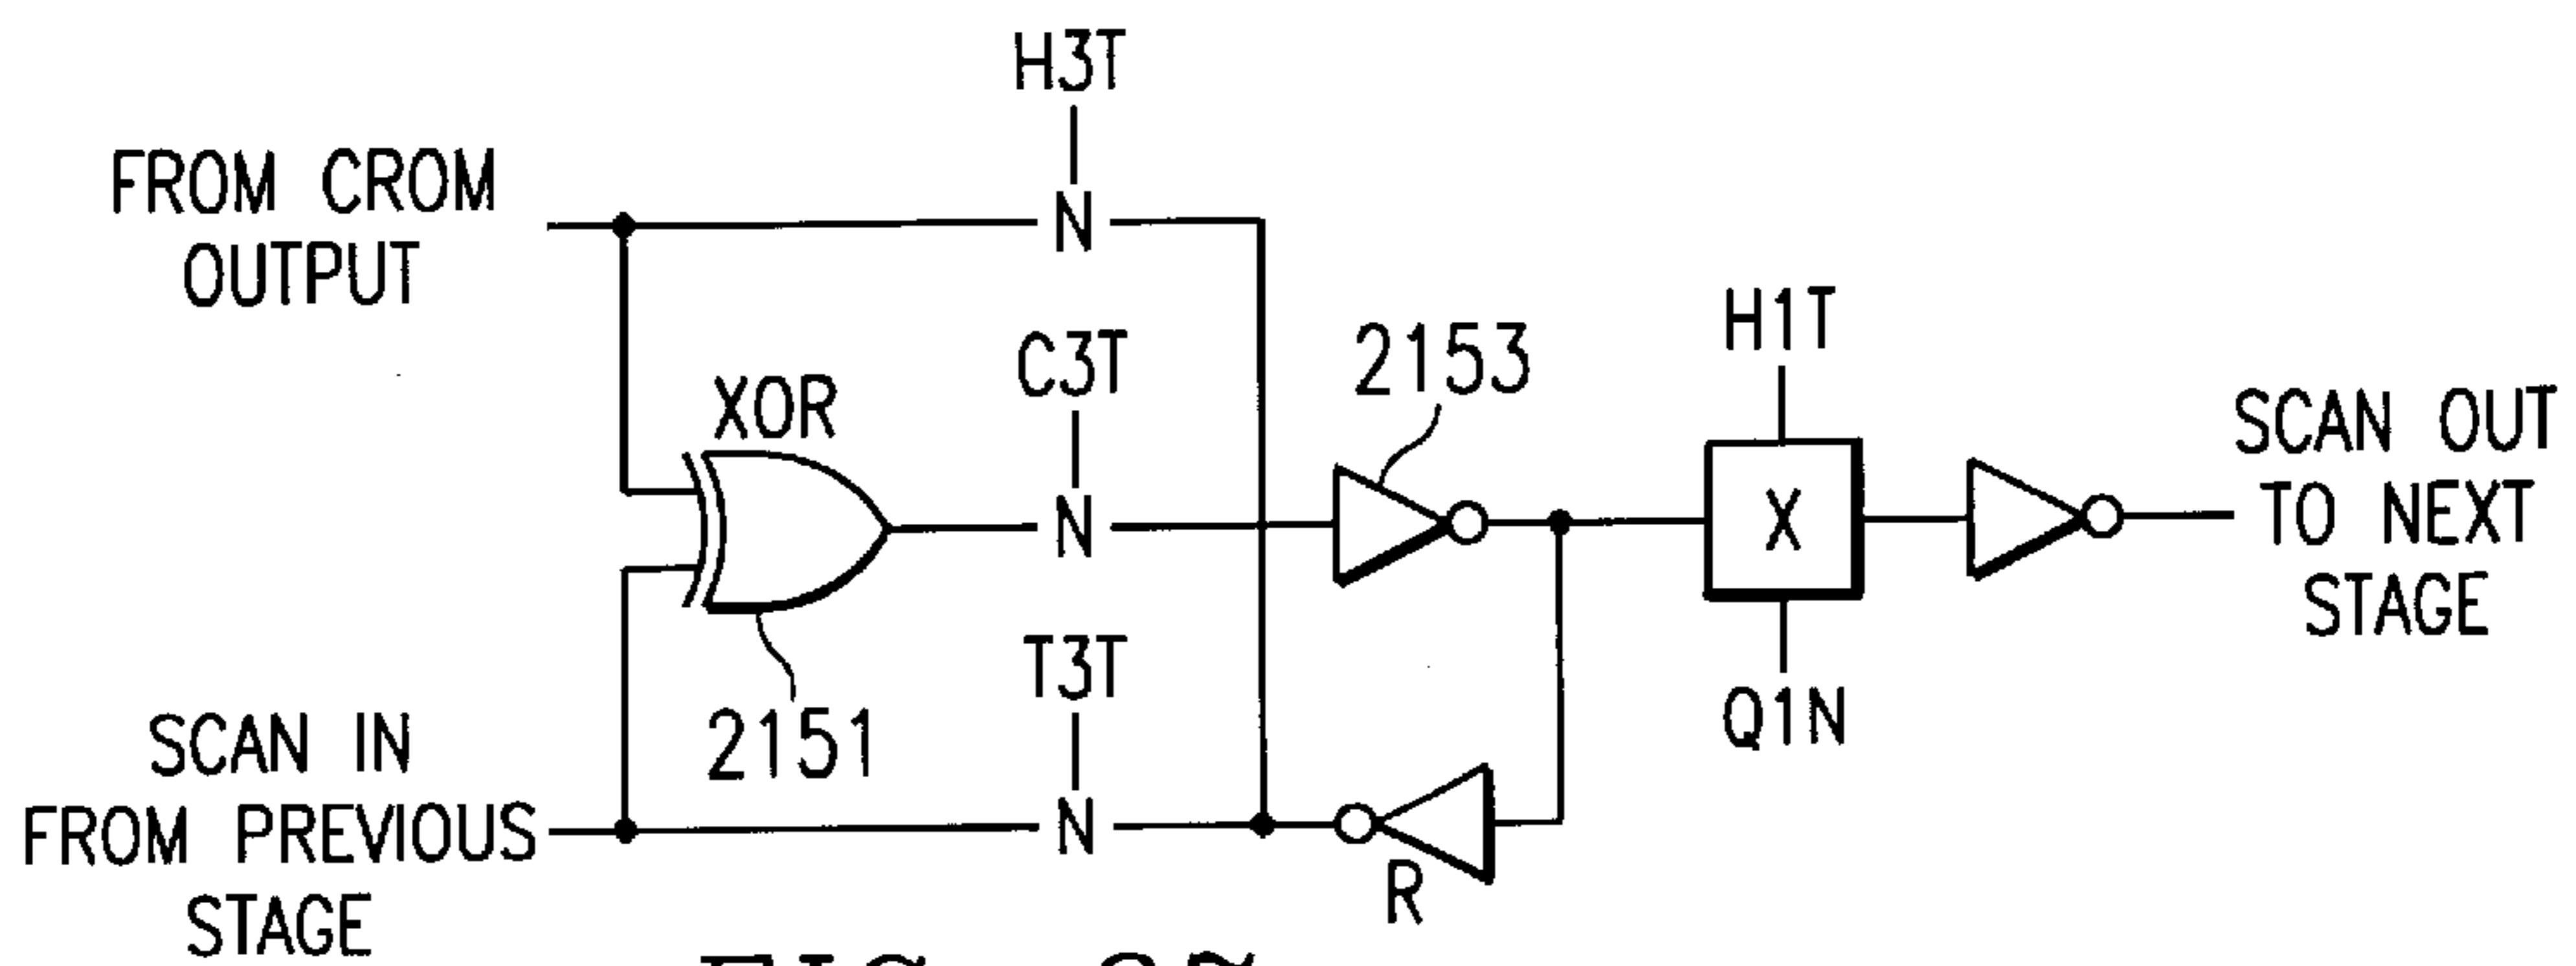 H3T
FROM CROM
OUTPUT
N
C3T
XOR
N
2151
2153
H1T
X
Q1N
SCAN OUT
TO NEXT
STAGE
T3T
SCAN IN
FROM PREVIOUS
STAGE
N
R